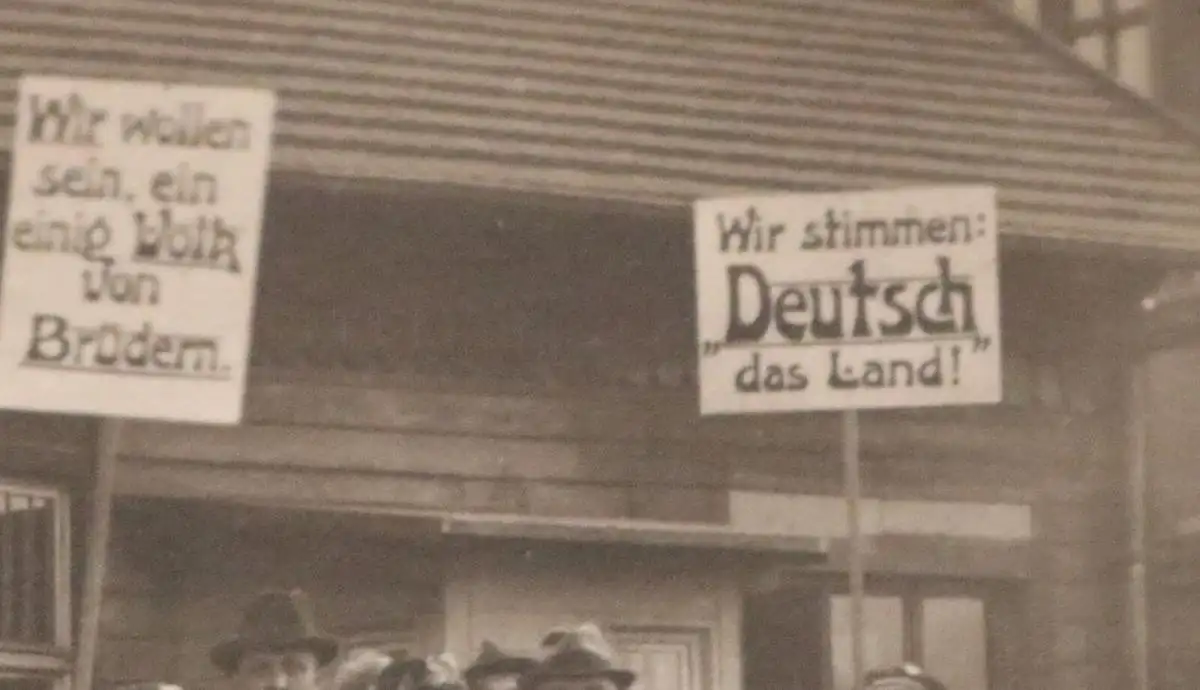 Wir wollen
sein, ein
einig Volk
von
Brüdern.
Wir stimmen:
„Deutsch
das Land!”